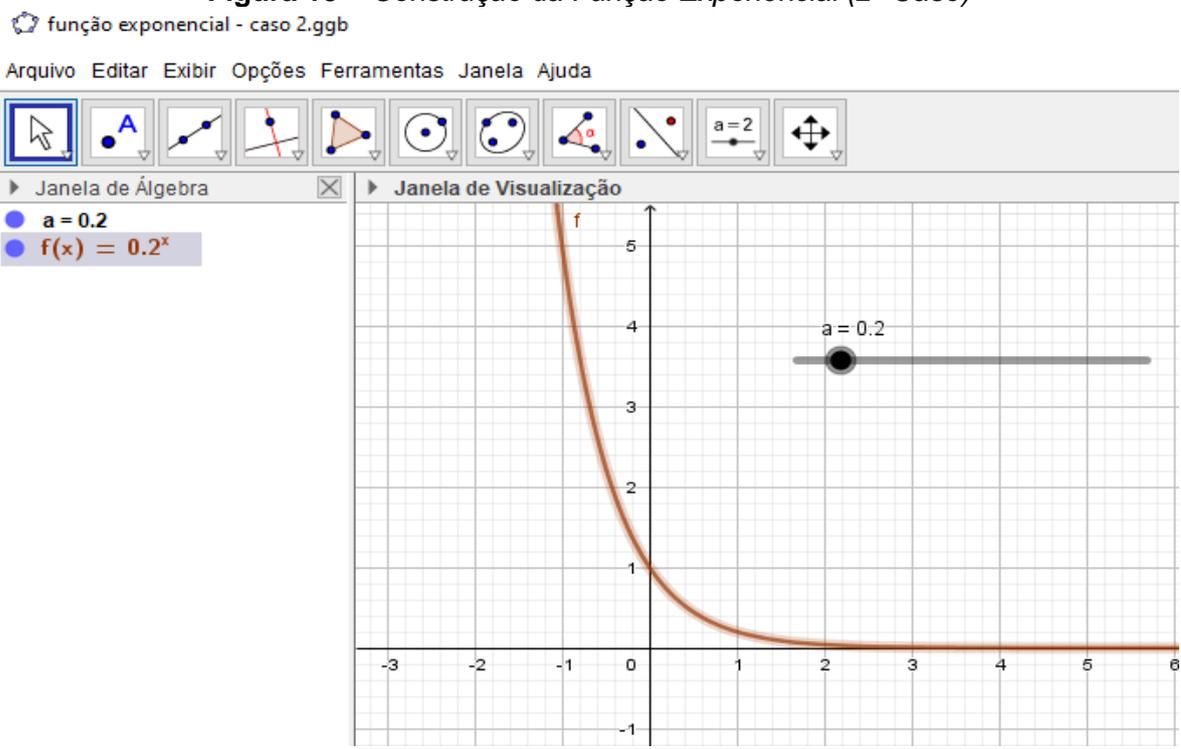 função exponencial - caso 2.ggb
Arquivo Editar Exibir Opções Ferramentas Janela Ajuda
A
α
a = 2
Janela de Álgebra
Janela de Visualização
a = 0.2
f(x) = 0.2ˣ
f
5
4
a = 0.2
3
2
1
-3 -2 -1 0 1 2 3 4 5 6
-1